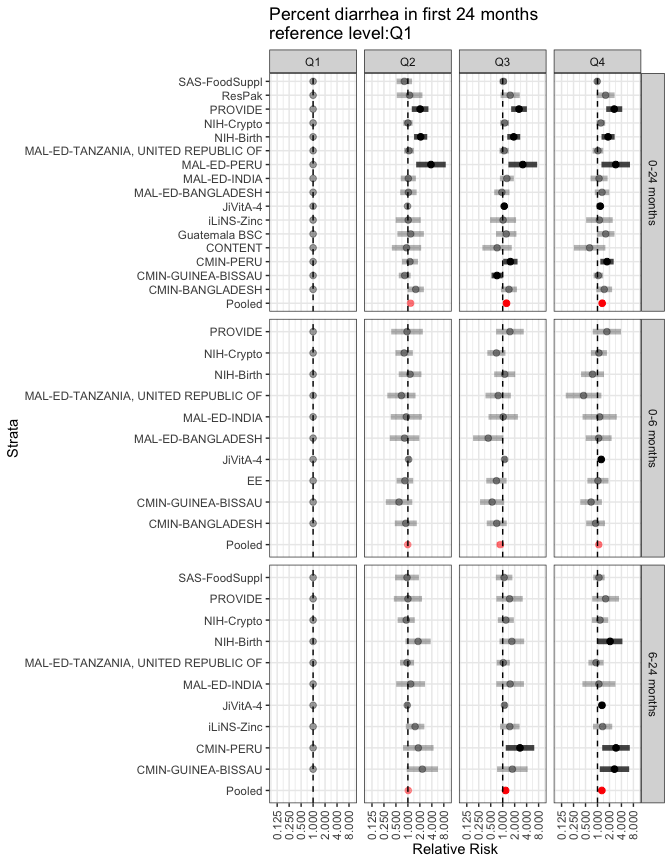 Percent diarrhea in first 24 months
reference level:Q1
Q1 Q2 Q3 Q4
SAS-FoodSuppl
ResPak
PROVIDE
NIH-Crypto
NIH-Birth
MAL-ED-TANZANIA, UNITED REPUBLIC OF
MAL-ED-PERU
MAL-ED-INDIA
MAL-ED-BANGLADESH
JiVitA-4
iLiNS-Zinc
Guatemala BSC
CONTENT
CMIN-PERU
CMIN-GUINEA-BISSAU
CMIN-BANGLADESH
Pooled
0-24 months
PROVIDE
NIH-Crypto
NIH-Birth
MAL-ED-TANZANIA, UNITED REPUBLIC OF
MAL-ED-INDIA
MAL-ED-BANGLADESH
JiVitA-4
EE
CMIN-GUINEA-BISSAU
CMIN-BANGLADESH
Pooled
0-6 months
Strata
SAS-FoodSuppl
PROVIDE
NIH-Crypto
NIH-Birth
MAL-ED-TANZANIA, UNITED REPUBLIC OF
MAL-ED-INDIA
JiVitA-4
iLiNS-Zinc
CMIN-PERU
CMIN-GUINEA-BISSAU
Pooled
6-24 months
0.125 0.250 0.500 1.000 2.000 4.000 8.000 0.125 0.250 0.500 1.000 2.000 4.000 8.000 0.125 0.250 0.500 1.000 2.000 4.000 8.000 0.125 0.250 0.500 1.000 2.000 4.000 8.000
Relative Risk